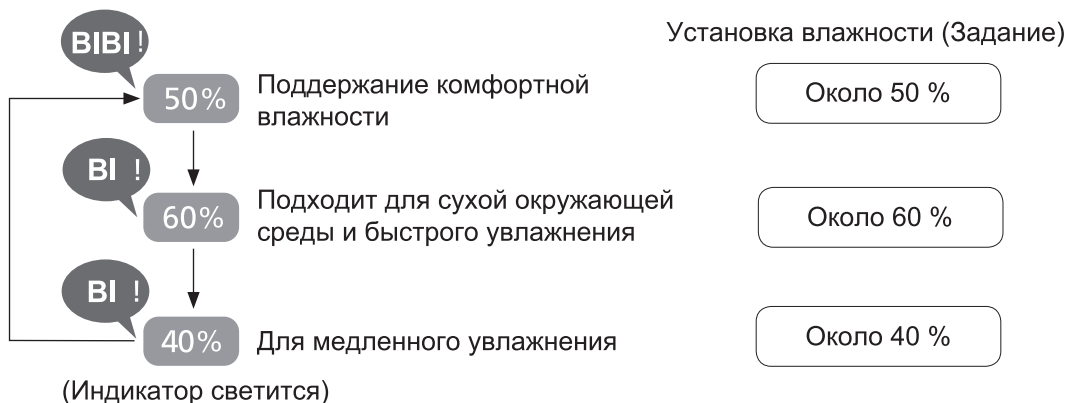 Установка влажности (Задание)
BIBI !
50%
Поддержание комфортной
влажности
Около 50 %
BI !
60%
Подходит для сухой окружающей
среды и быстрого увлажнения
Около 60 %
BI !
40%
Для медленного увлажнения
Около 40 %
(Индикатор светится)